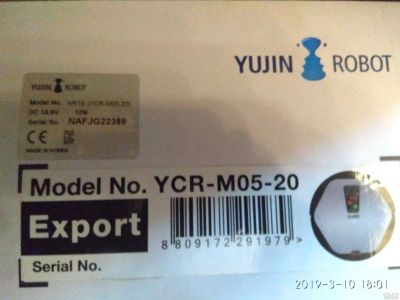 YUJIN ROBOT
YUJIN ROBOT
Model No. ARTE (YCR-M05-20)
DC 14.8V 12W
Serial No. NAFJG22389
CE
MADE IN KOREA
Model No. YCR-M05-20
Export
8 809172 291979 >
Serial No.
2019-3-10 18:01